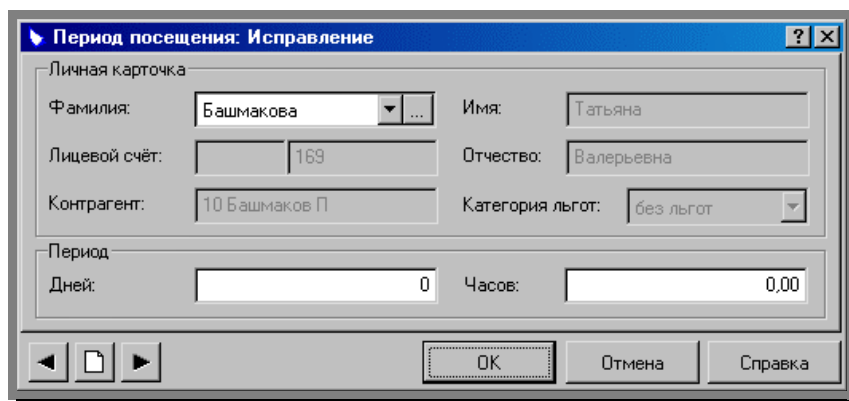 Период посещения: Исправление
Личная карточка
Фамилия: Башмакова ... Имя: Татьяна
Лицевой счёт: 169 Отчество: Валерьевна
Контрагент: 10 Башмаков П Категория льгот: без льгот
Период
Дней: 0 Часов: 0,00
OK Отмена Справка